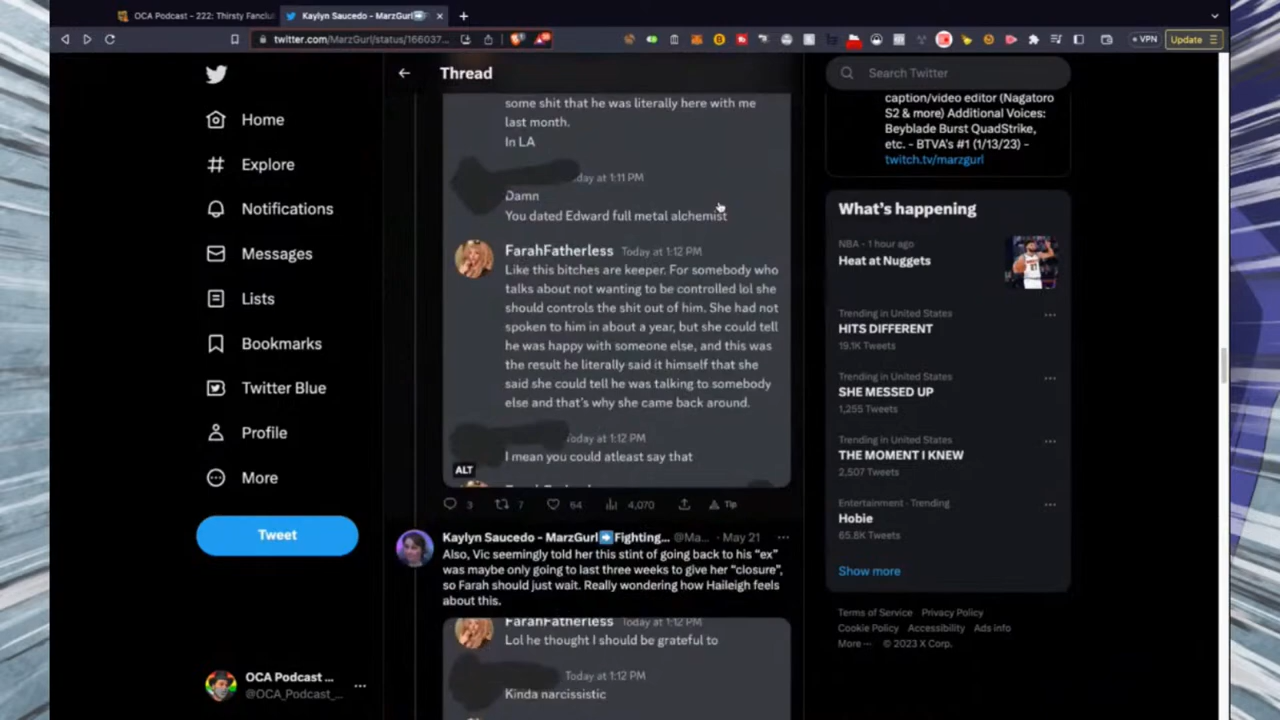 OCA Podcast - 222: Thirsty Fanclu
Kaylyn Saucedo - MarzGurl
twitter.com/MarzGurl/status/166037...
VPN
Update
Home
Explore
Notifications
Messages
Lists
Bookmarks
Twitter Blue
Profile
More
Tweet
OCA Podcast ...
@OCA_Podcast_...
Thread
some shit that he was literally here with me
last month.
In LA
day at 1:11 PM
Damn
You dated Edward full metal alchemist
FarahFatherless Today at 1:12 PM
Like this bitches are keeper. For somebody who
talks about not wanting to be controlled lol she
should controls the shit out of him. She had not
spoken to him in about a year, but she could tell
he was happy with someone else, and this was
the result he literally said it himself that she
said she could tell he was talking to somebody
else and that's why she came back around.
oday at 1:12 PM
I mean you could atleast say that
ALT
3 7 64 4,070 Tip
Kaylyn Saucedo - MarzGurl➡Fighting... @Ma... · May 21
Also, Vic seemingly told her this stint of going back to his "ex"
was maybe only going to last three weeks to give her "closure",
so Farah should just wait. Really wondering how Haileigh feels
about this.
FarahFatherless Today at 1:12 PM
Lol he thought I should be grateful to
Today at 1:12 PM
Kinda narcissistic
Search Twitter
caption/video editor (Nagatoro
S2 & more) Additional Voices:
Beyblade Burst QuadStrike,
etc. - BTVA's #1 (1/13/23) -
twitch.tv/marzgurl
What's happening
NBA · 1 hour ago
Heat at Nuggets
Trending in United States
HITS DIFFERENT
19.1K Tweets
Trending in United States
SHE MESSED UP
1,255 Tweets
Trending in United States
THE MOMENT I KNEW
2,507 Tweets
Entertainment · Trending
Hobie
65.8K Tweets
Show more
Terms of Service Privacy Policy
Cookie Policy Accessibility Ads info
More ··· © 2023 X Corp.